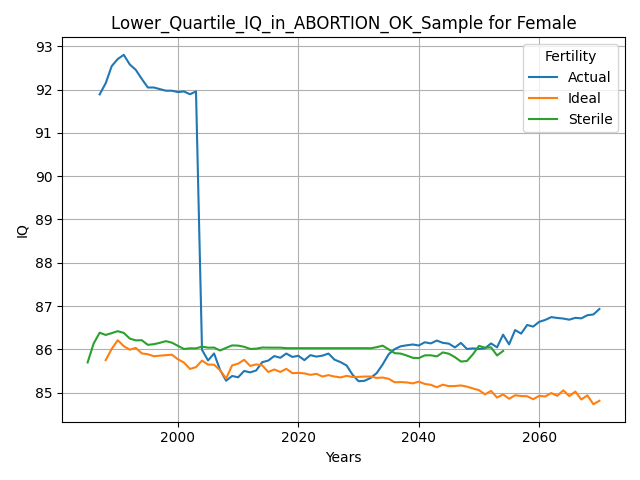 Lower_Quartile_IQ_in_ABORTION_OK_Sample for Female
93
92
91
90
89
88
87
86
85
IQ
Fertility
Actual
Ideal
Sterile
2000
2020
2040
2060
Years